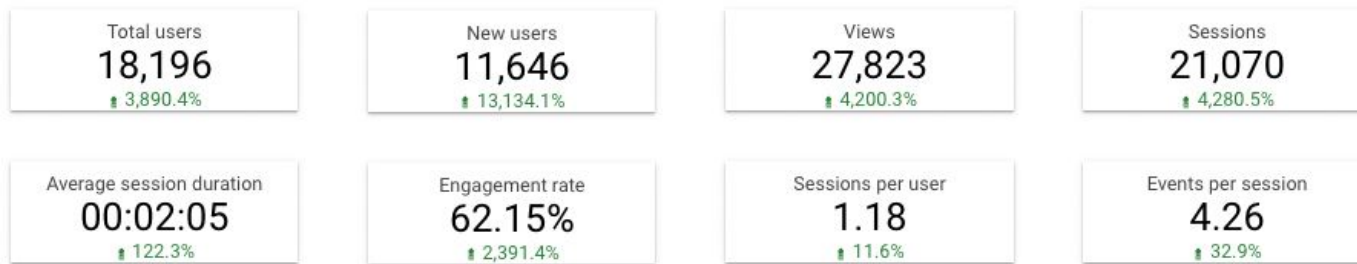 Total users
18,196
3,890.4%
New users
11,646
13,134.1%
Views
27,823
4,200.3%
Sessions
21,070
4,280.5%
Average session duration
00:02:05
122.3%
Engagement rate
62.15%
2,391.4%
Sessions per user
1.18
11.6%
Events per session
4.26
32.9%